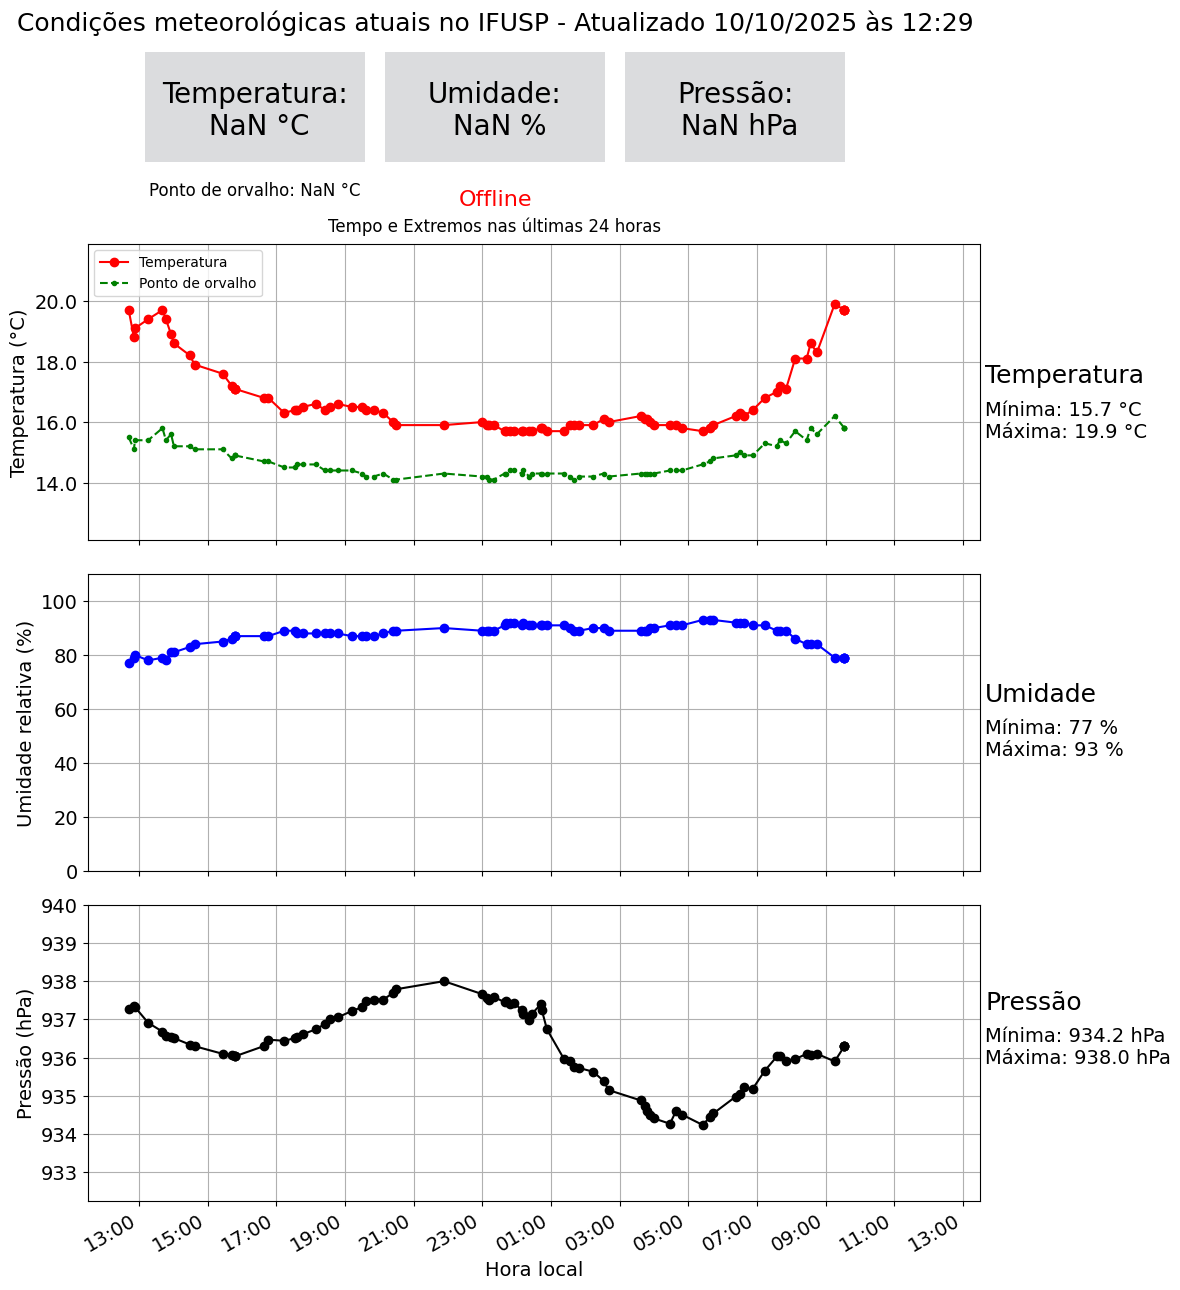 Condições meteorológicas atuais no IFUSP - Atualizado 10/10/2025 às 12:29
Temperatura:
NaN °C
Umidade:
NaN %
Pressão:
NaN hPa
Ponto de orvalho: NaN °C
Offline
Tempo e Extremos nas últimas 24 horas
Temperatura
Ponto de orvalho
Temperatura (°C)
20.0
18.0
16.0
14.0
Temperatura
Mínima: 15.7 °C
Máxima: 19.9 °C
Umidade relativa (%)
100
80
60
40
20
0
Umidade
Mínima: 77 %
Máxima: 93 %
Pressão (hPa)
940
939
938
937
936
935
934
933
Pressão
Mínima: 934.2 hPa
Máxima: 938.0 hPa
13:00
15:00
17:00
19:00
21:00
23:00
01:00
03:00
05:00
07:00
09:00
11:00
13:00
Hora local